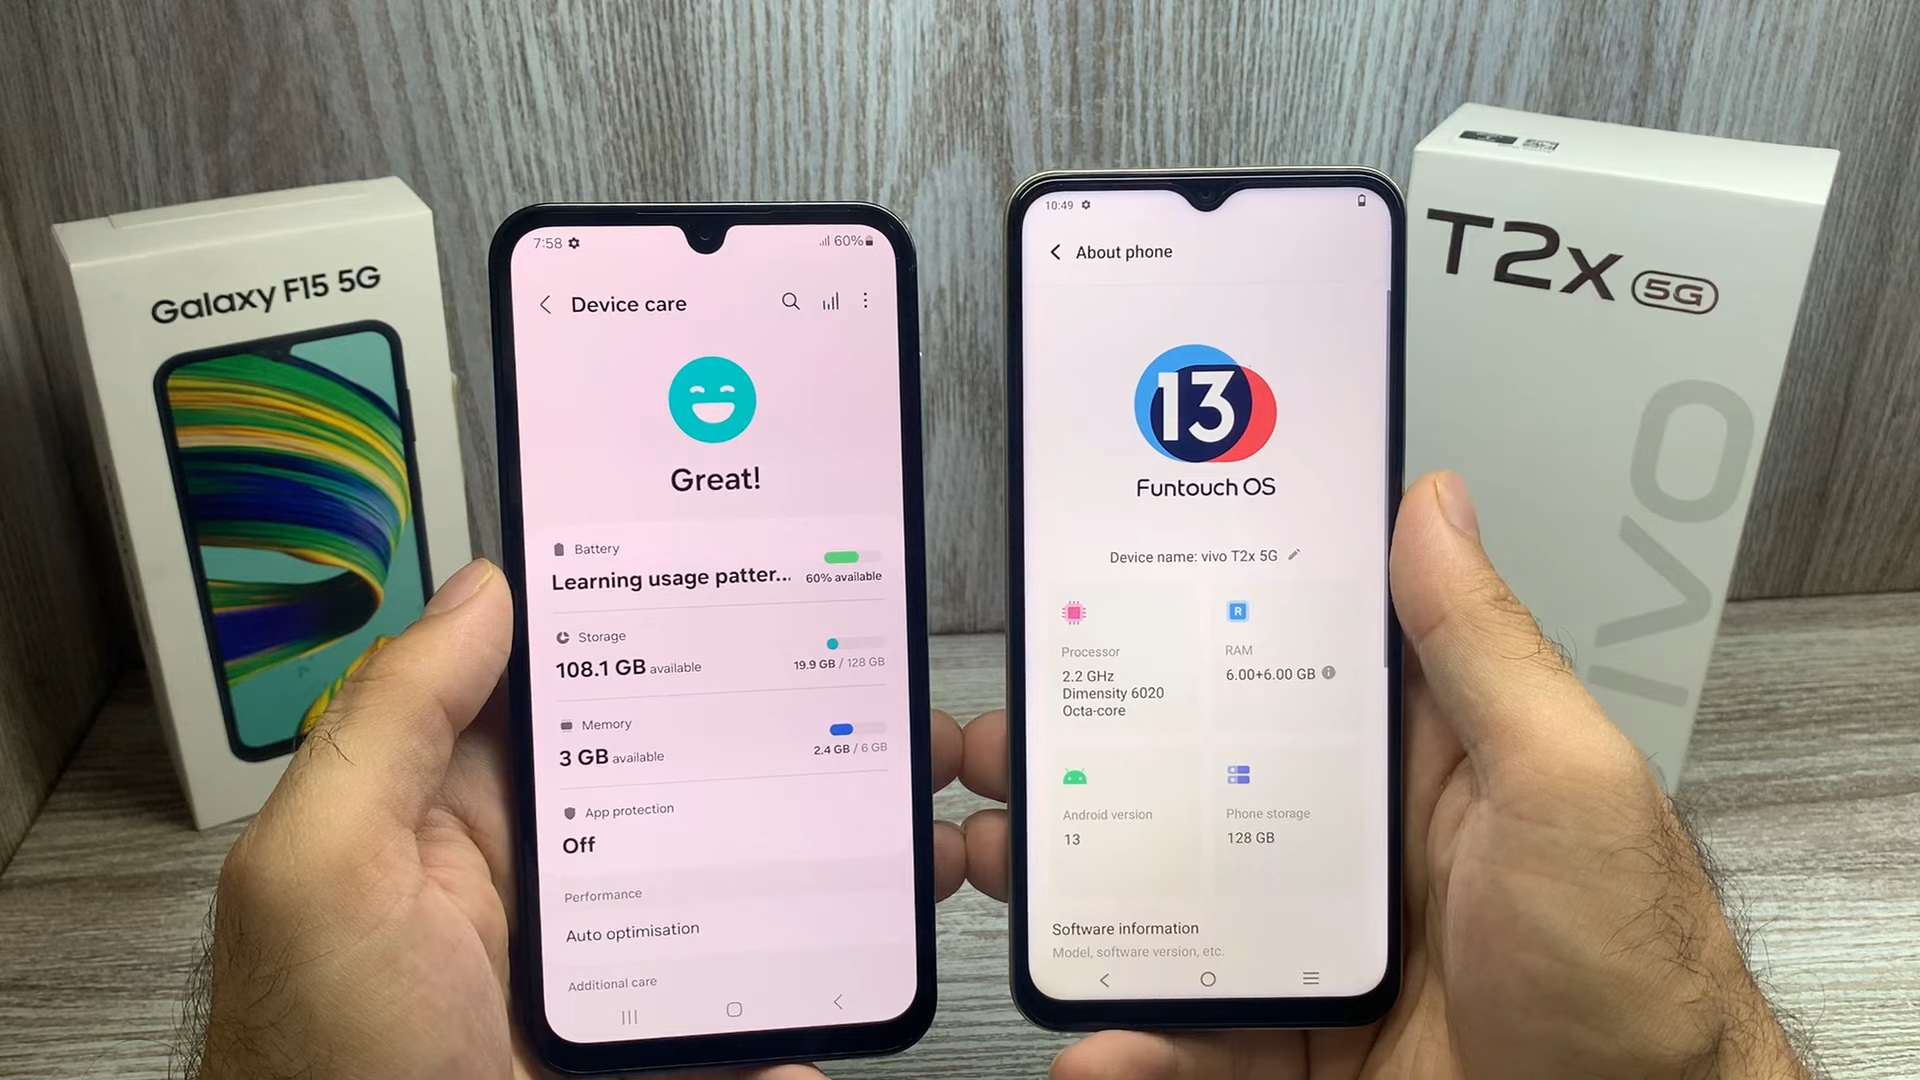 Galaxy F15 5G
7:58
60%
Device care
Great!
Battery
Learning usage patter...
60% available
Storage
108.1 GB available
19.9 GB / 128 GB
Memory
3 GB available
2.4 GB / 6 GB
App protection
Off
Performance
Auto optimisation
Additional care
10:49
About phone
13
Funtouch OS
Device name: vivo T2x 5G
Processor
2.2 GHz
Dimensity 6020
Octa-core
R
RAM
6.00+6.00 GB
Android version
13
Phone storage
128 GB
Software information
Model, software version, etc.
T2x 5G
vivo